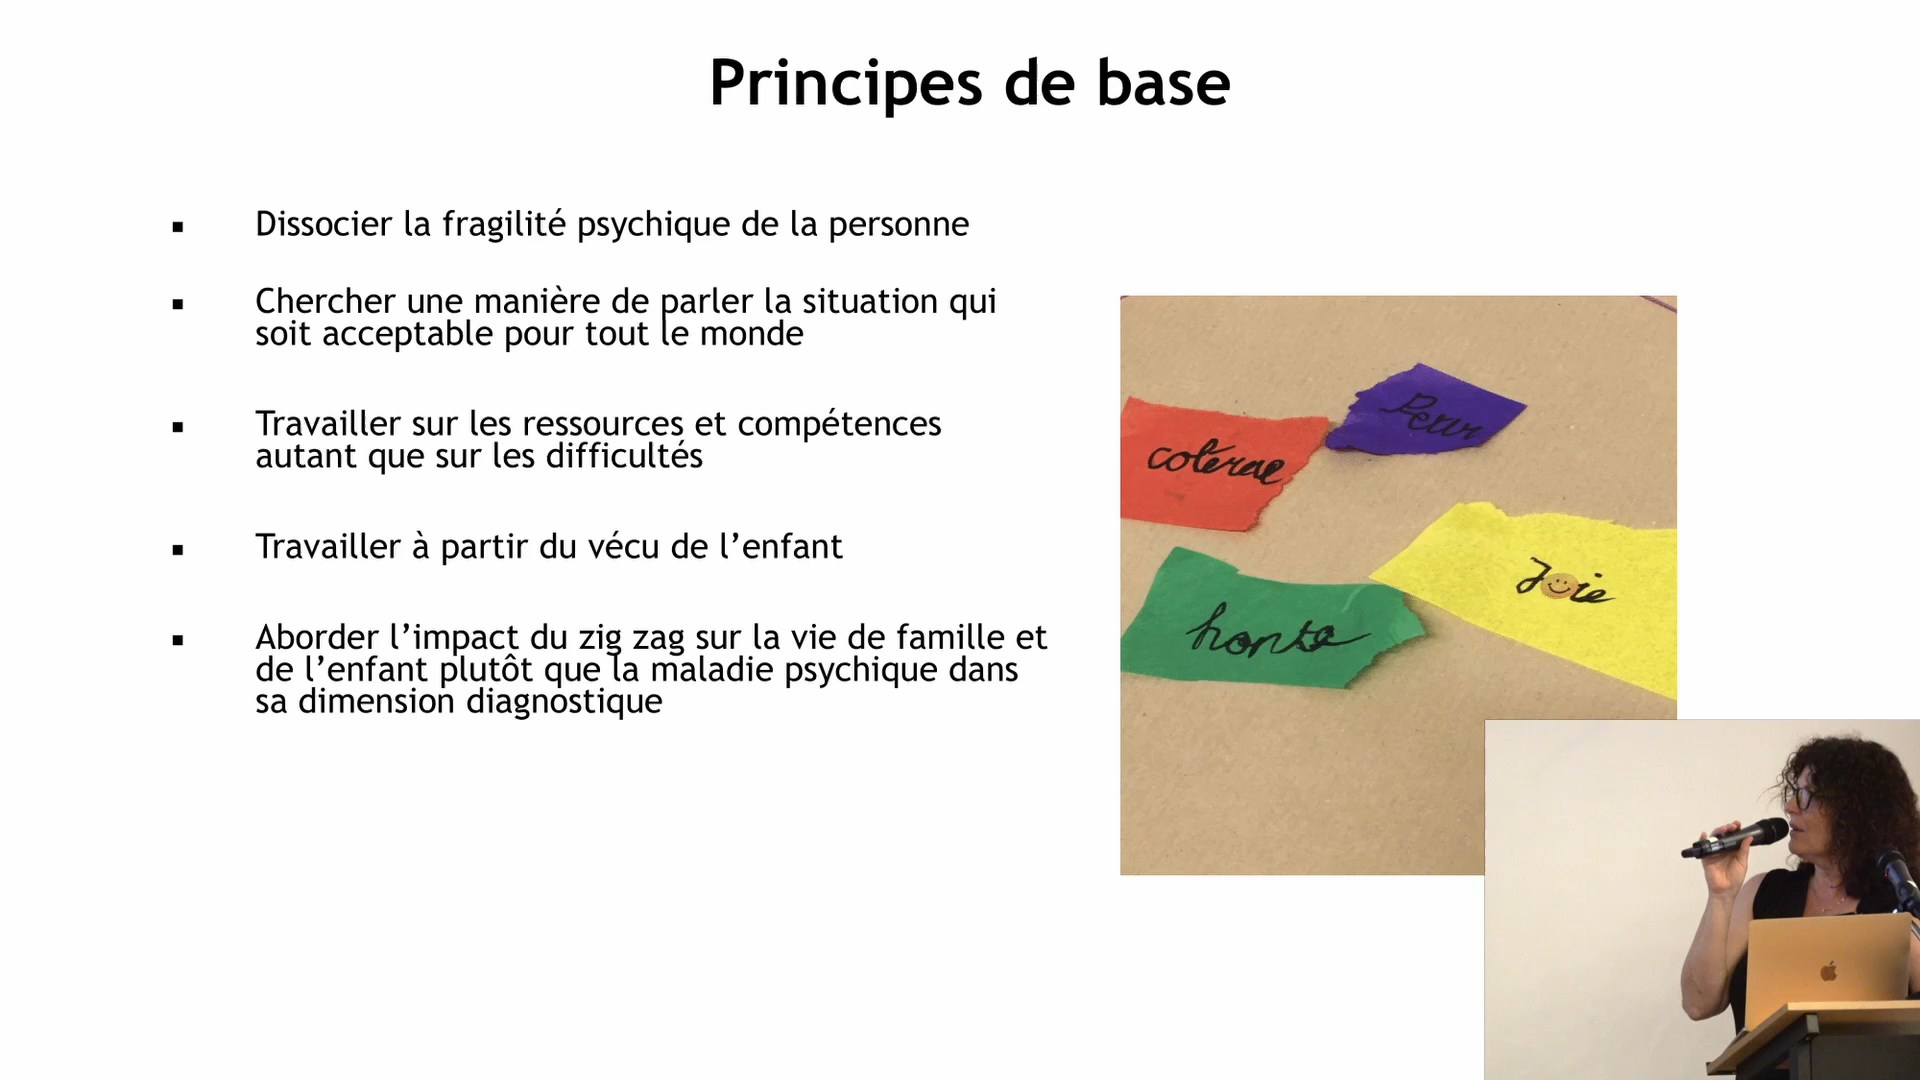 Principes de base
▪ Dissocier la fragilité psychique de la personne
▪ Chercher une manière de parler la situation qui
soit acceptable pour tout le monde
▪ Travailler sur les ressources et compétences
autant que sur les difficultés
▪ Travailler à partir du vécu de l’enfant
▪ Aborder l’impact du zig zag sur la vie de famille et
de l’enfant plutôt que la maladie psychique dans
sa dimension diagnostique
Peur
colère
Joie
honte